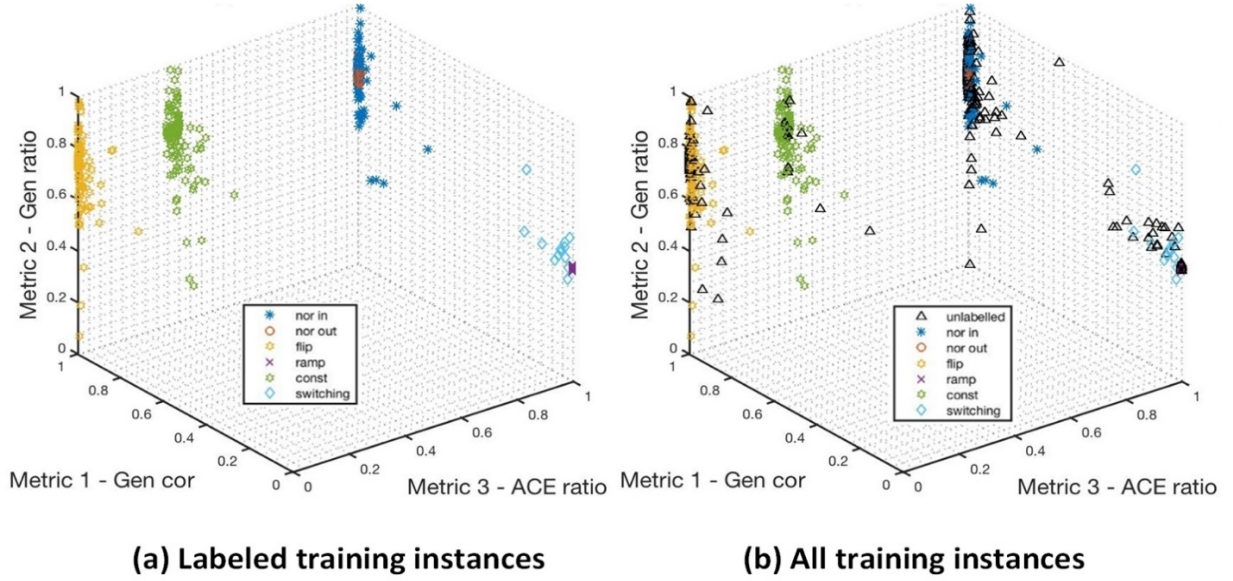 Metric 2 - Gen ratio
1
0.8
0.6
0.4
0.2
0
1
0.8
0.6
0.4
0.2
0
0
0.2
0.4
0.6
0.8
1
nor in
nor out
flip
ramp
const
switching
Metric 1 - Gen cor
Metric 3 - ACE ratio
(a) Labeled training instances
Metric 2 - Gen ratio
1
0.8
0.6
0.4
0.2
0
1
0.8
0.6
0.4
0.2
0
0
0.2
0.4
0.6
0.8
1
unlabelled
nor in
nor out
flip
ramp
const
switching
Metric 1 - Gen cor
Metric 3 - ACE ratio
(b) All training instances